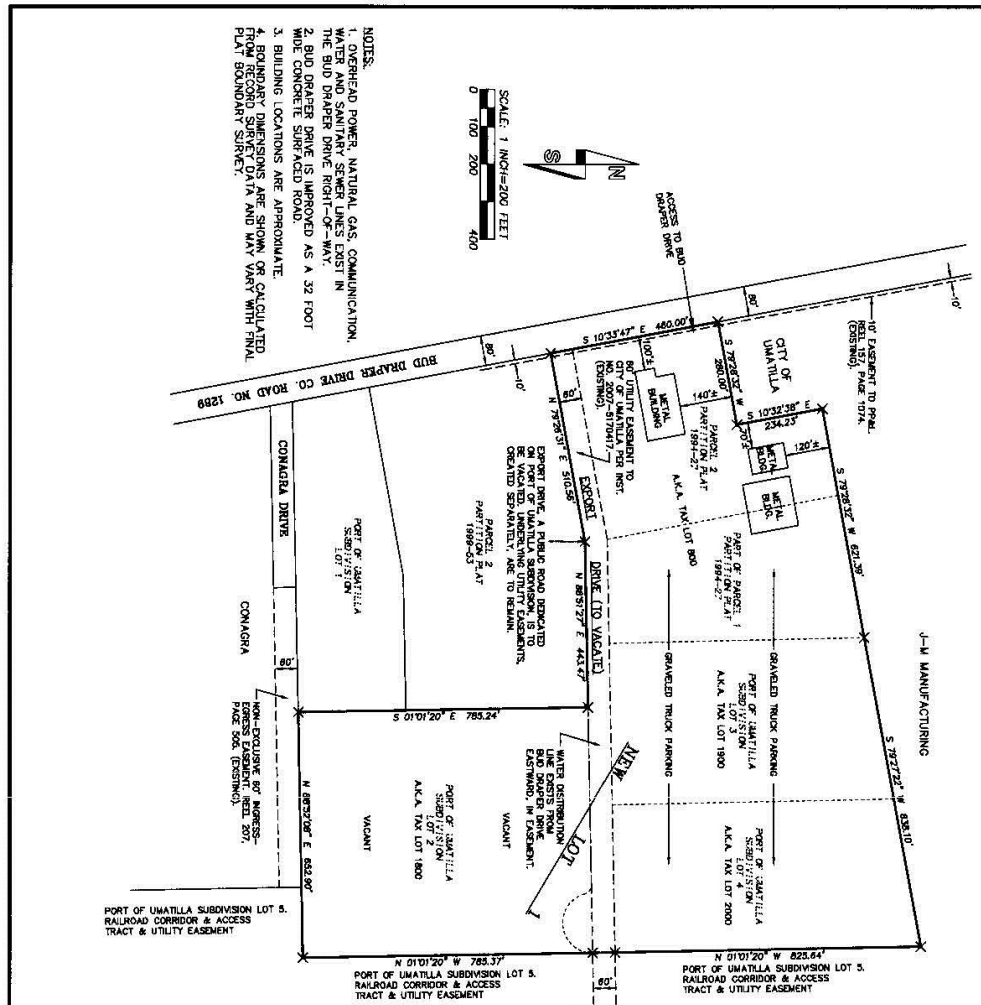 NOTES:
1. OVERHEAD POWER, NATURAL GAS, COMMUNICATION,
WATER AND SANITARY SEWER LINES EXIST IN
THE BUD DRAPER DRIVE RIGHT-OF-WAY.
2. BUD DRAPER DRIVE IS IMPROVED AS A 32 FOOT
WIDE CONCRETE SURFACED ROAD.
3. BUILDING LOCATIONS ARE APPROXIMATE.
4. BOUNDARY DIMENSIONS ARE SHOWN OR CALCULATED
FROM RECORD SURVEY DATA AND MAY VARY WITH FINAL
PLAT BOUNDARY SURVEY.
SCALE: 1 INCH=200 FEET
0 100 200 400
N
S
ACCESS TO BUD
DRAPER DRIVE
80'
10'
10' EASEMENT TO PP&L
REEL 157, PAGE 1574.
(EXISTING).
CITY OF
UMATILLA
S 10°33'47" E 460.00'
S 79°28'32" W
260.00'
S 10°32'38" E
234.23'
S 79°28'32" W 621.39'
S 79°27'22" W 838.10'
J-M MANUFACTURING
100'±
METAL
BUILDING
140'±
70'±
METAL
BLDG.
120'±
METAL
BLDG.
PARCEL 2
PARTITION PLAT
1994-27
A.K.A. TAX LOT 800
PART OF PARCEL 1
PARTITION PLAT
1994-27
GRAVELED TRUCK PARKING
GRAVELED TRUCK PARKING
PORT OF UMATILLA
SUBDIVISION
LOT 3
A.K.A. TAX LOT 1900
PORT OF UMATILLA
SUBDIVISION
LOT 4
A.K.A. TAX LOT 2000
60' UTILITY EASEMENT TO
CITY OF UMATILLA PER INST.
NO. 2007-5170417.
(EXISTING).
60'
EXPORT
DRIVE (TO VACATE)
80'
10'
BUD DRAPER DRIVE CO. ROAD NO. 1289
N 79°26'31" E 510.56'
N 88°51'27" E 443.47'
EXPORT DRIVE, A PUBLIC ROAD DEDICATED
ON PORT OF UMATILLA SUBDIVISION, IS TO
BE VACATED. UNDERLYING UTILITY EASEMENTS,
CREATED SEPARATELY, ARE TO REMAIN.
PARCEL 2
PARTITION PLAT
1999-53
PORT OF UMATILLA
SUBDIVISION
LOT 1
CONAGRA DRIVE
CONAGRA
60'
NON-EXCLUSIVE 60' INGRESS-
EGRESS EASEMENT. REEL 207,
PAGE 506. (EXISTING).
S 01°01'20" E 785.24'
N 88°52'08" E 652.90'
WATER DISTRIBUTION
LINE EXISTS FROM
BUD DRAPER DRIVE
EASTWARD, IN EASEMENT.
NEW LOT 1
VACANT
PORT OF UMATILLA
SUBDIVISION
LOT 2
A.K.A. TAX LOT 1800
VACANT
PORT OF UMATILLA SUBDIVISION LOT 5.
RAILROAD CORRIDOR & ACCESS
TRACT & UTILITY EASEMENT
N 01°01'20" W 785.37'
PORT OF UMATILLA SUBDIVISION LOT 5.
RAILROAD CORRIDOR & ACCESS
TRACT & UTILITY EASEMENT
60'
N 01°01'20" W 825.64'
PORT OF UMATILLA SUBDIVISION LOT 5.
RAILROAD CORRIDOR & ACCESS
TRACT & UTILITY EASEMENT